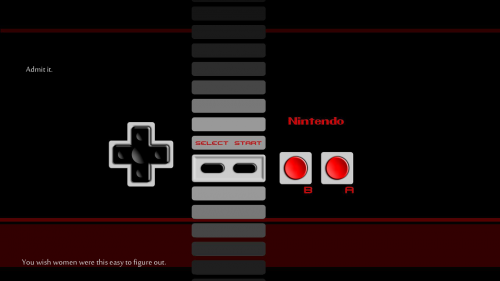 Admit it.
Nintendo
SELECT START
B A
You wish women were this easy to figure out.